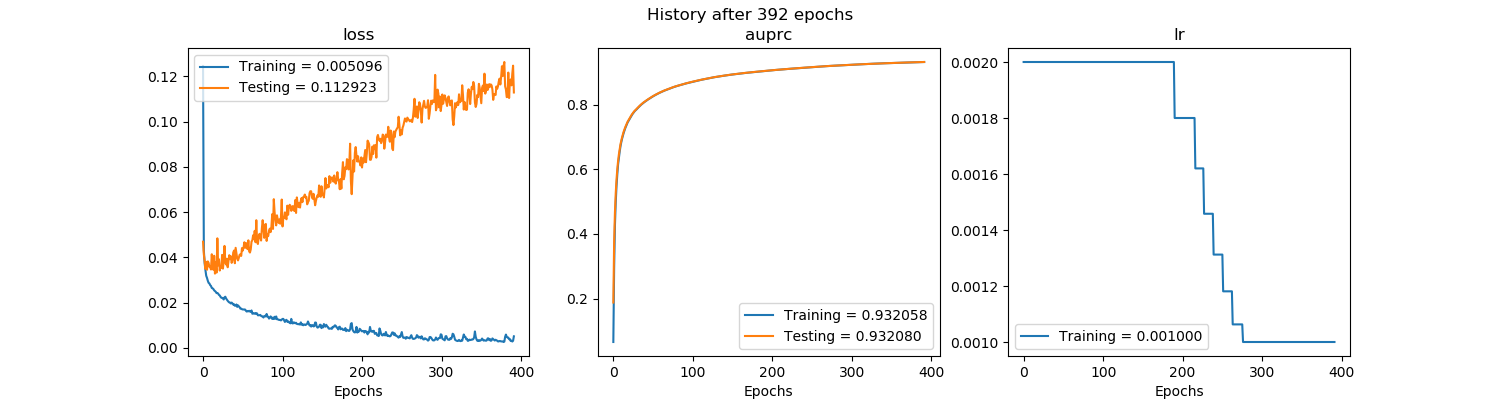 History after 392 epochs
loss
Training = 0.005096
Testing = 0.112923
0.12
0.10
0.08
0.06
0.04
0.02
0.00
0
100
200
300
400
Epochs
auprc
0.8
0.6
0.4
0.2
Training = 0.932058
Testing = 0.932080
0
100
200
300
400
Epochs
lr
0.0020
0.0018
0.0016
0.0014
0.0012
0.0010
Training = 0.001000
0
100
200
300
400
Epochs